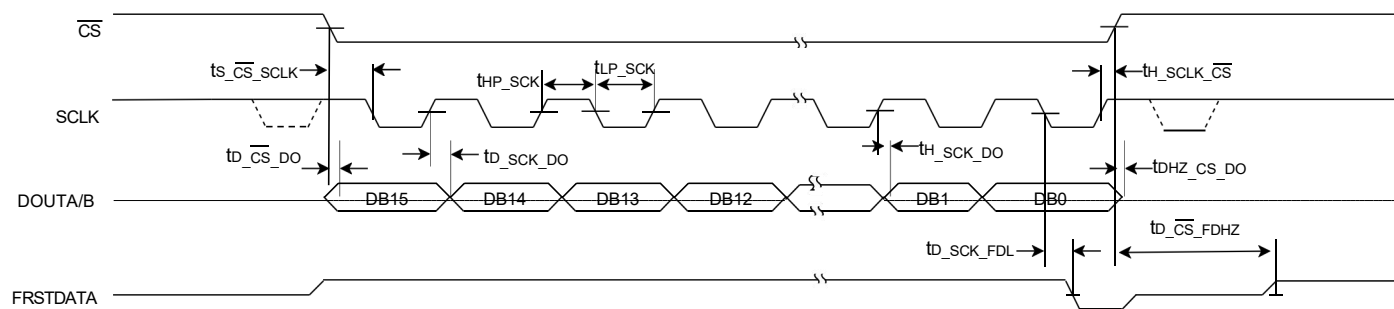 CS
tS_CS_SCLK
tHP_SCK
tLP_SCK
tH_SCLK_CS
SCLK
tD_CS_DO
tD_SCK_DO
tH_SCK_DO
tDHZ_CS_DO
DOUTA/B
DB15
DB14
DB13
DB12
DB1
DB0
tD_CS_FDHZ
tD_SCK_FDL
FRSTDATA